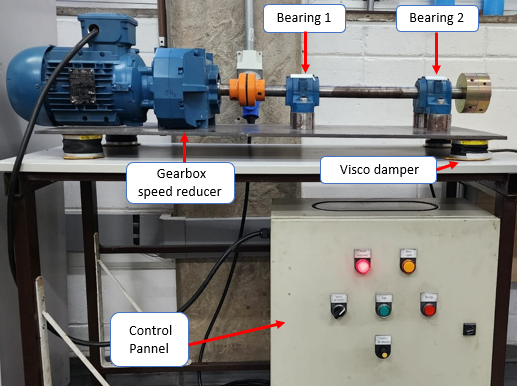 Bearing 1
Bearing 2
Gearbox
speed reducer
Visco damper
Control
Pannel